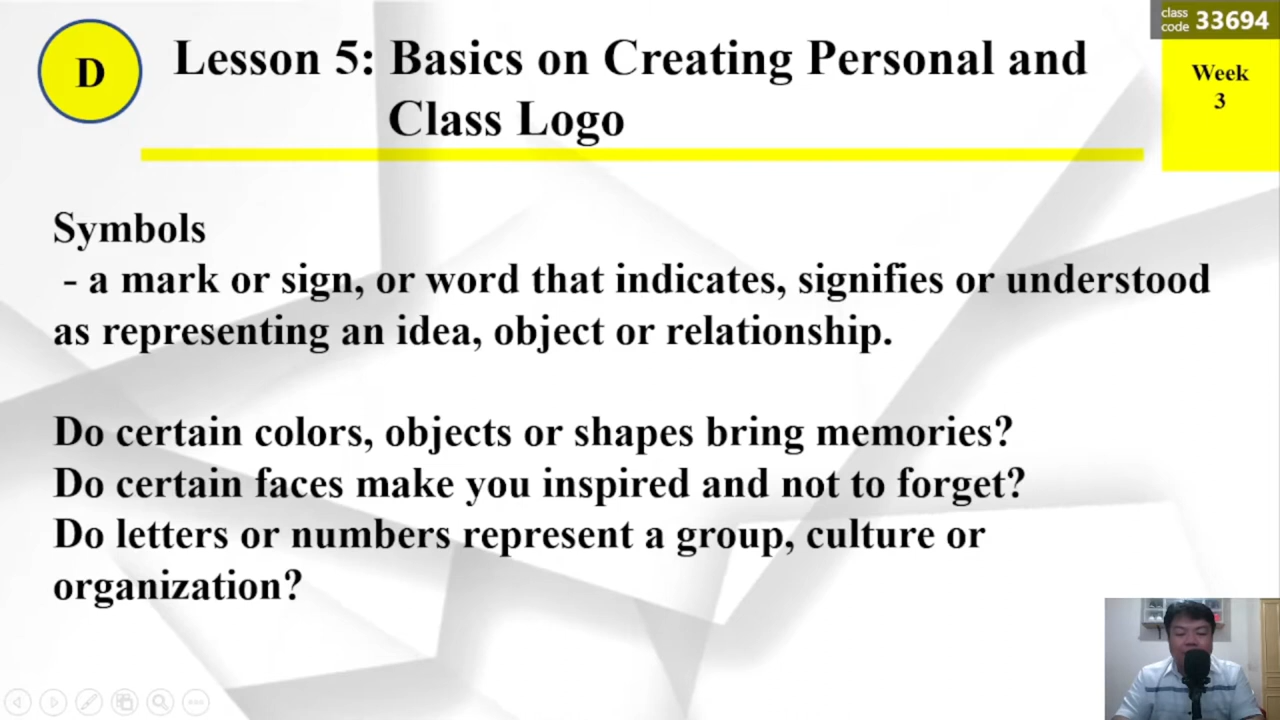 class
code 33694
D
Lesson 5: Basics on Creating Personal and
Class Logo
Week
3
Symbols
- a mark or sign, or word that indicates, signifies or understood
as representing an idea, object or relationship.
Do certain colors, objects or shapes bring memories?
Do certain faces make you inspired and not to forget?
Do letters or numbers represent a group, culture or
organization?